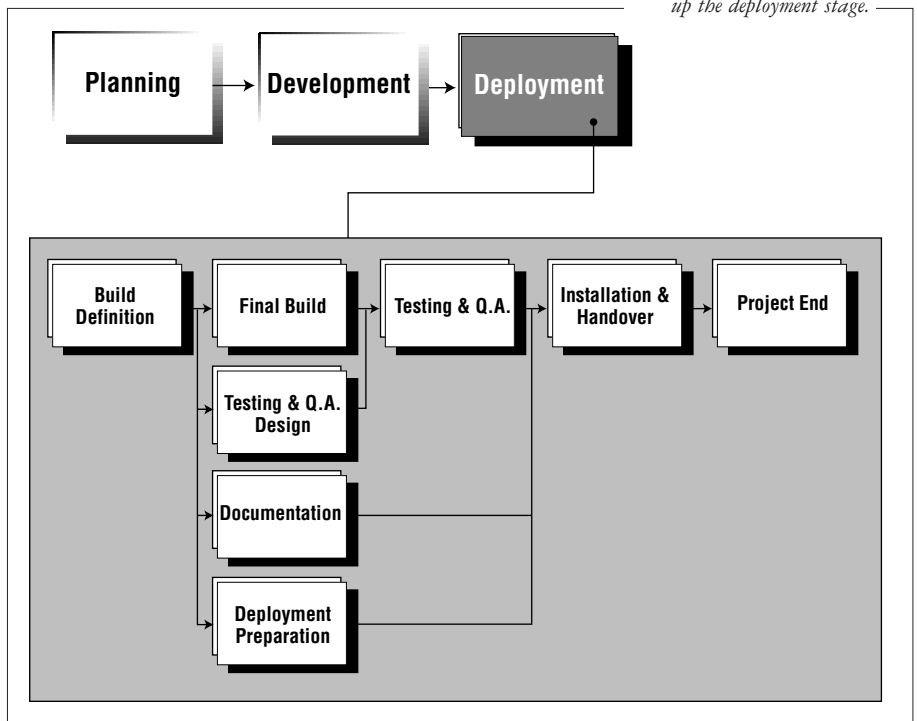 up the deployment stage.
Planning
Development
Deployment
Build
Definition
Final Build
Testing & Q.A.
Installation &
Handover
Project End
Testing & Q.A.
Design
Documentation
Deployment
Preparation